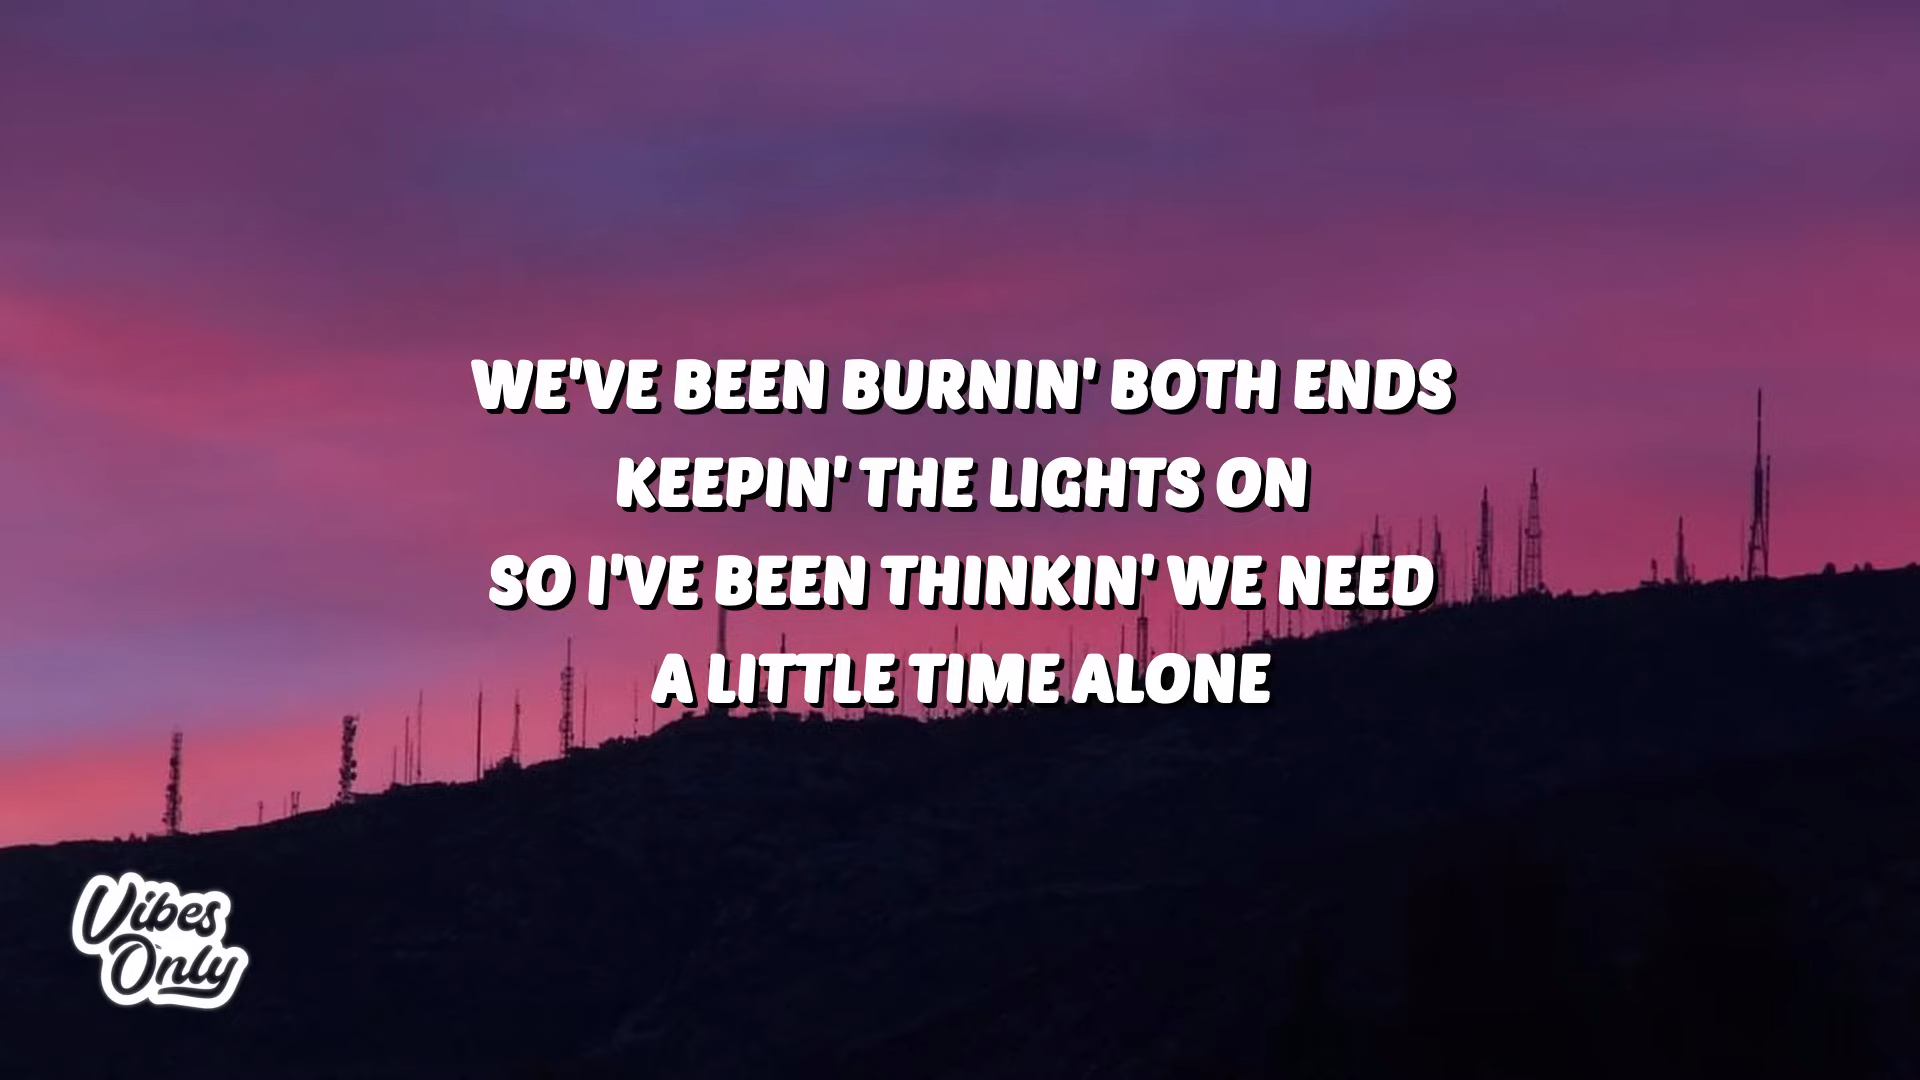 WE'VE BEEN BURNIN' BOTH ENDS
KEEPIN' THE LIGHTS ON
SO I'VE BEEN THINKIN' WE NEED
A LITTLE TIME ALONE
Vibes
Only